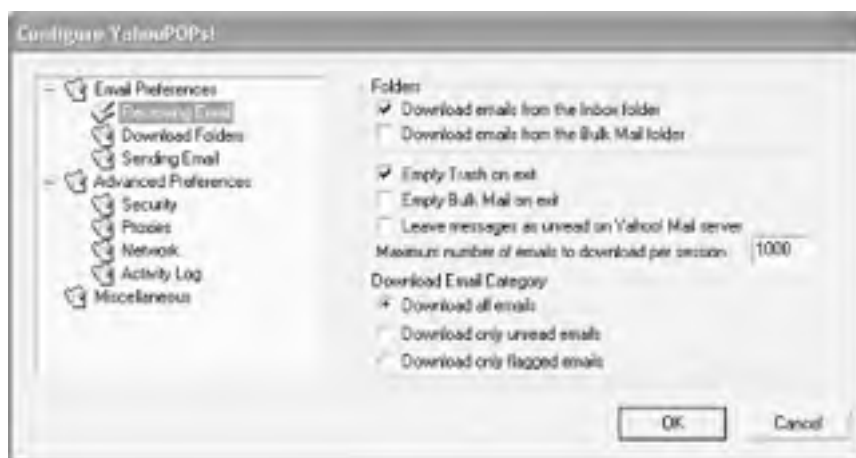 Configure YahooPOPs!
Email Preferences
Receiving Email
Download Folders
Sending Email
Advanced Preferences
Security
Proxies
Network
Activity Log
Miscellaneous
Folders
Download emails from the Inbox folder
Download emails from the Bulk Mail folder
Empty Trash on exit
Empty Bulk Mail on exit
Leave messages as unread on Yahoo! Mail server
Maximum number of emails to download per session 1000
Download Email Category
Download all emails
Download only unread emails
Download only flagged emails
OK Cancel